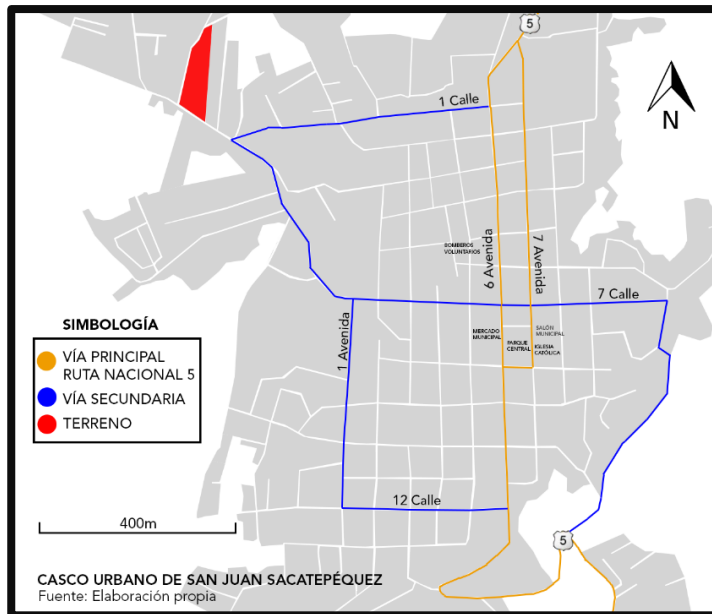 5
1 Calle
N
BOMBEROS
VOLUNTARIOS
6 Avenida
7 Avenida
7 Calle
SIMBOLOGÍA
VÍA PRINCIPAL
RUTA NACIONAL 5
VÍA SECUNDARIA
TERRENO
1 Avenida
MERCADO
MUNICIPAL
PARQUE
CENTRAL
SALÓN
MUNICIPAL
IGLESIA
CATÓLICA
12 Calle
400m
5
CASCO URBANO DE SAN JUAN SACATEPÉQUEZ
Fuente: Elaboración propia